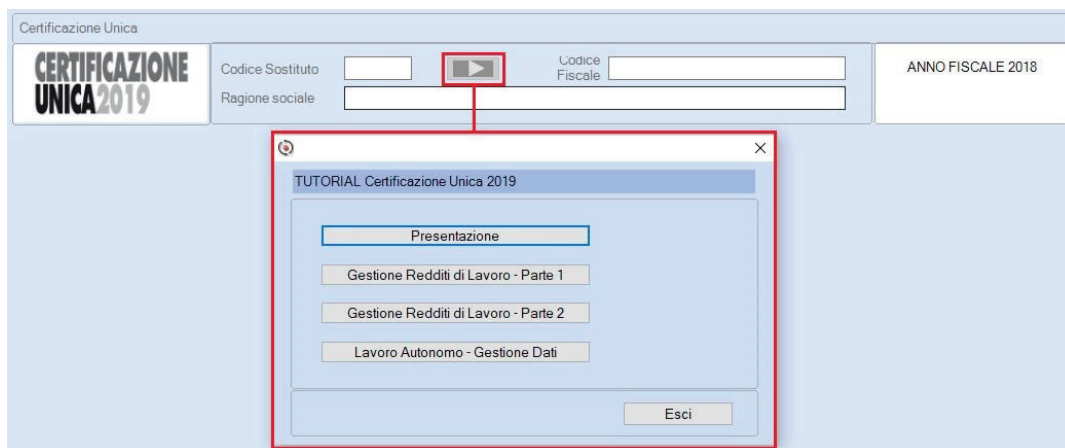 Certificazione Unica
CERTIFICAZIONE
UNICA2019
Codice Sostituto
Codice
Fiscale
ANNO FISCALE 2018
Ragione sociale
TUTORIAL Certificazione Unica 2019
Presentazione
Gestione Redditi di Lavoro - Parte 1
Gestione Redditi di Lavoro - Parte 2
Lavoro Autonomo - Gestione Dati
Esci